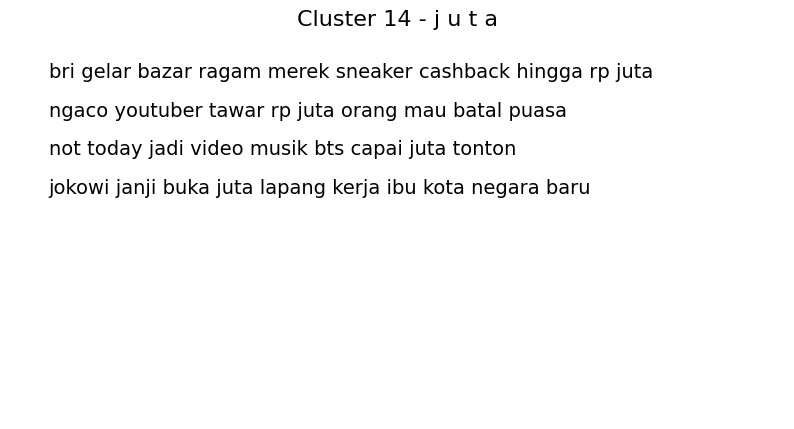 Cluster 14 - j u t a
bri gelar bazar ragam merek sneaker cashback hingga rp juta
ngaco youtuber tawar rp juta orang mau batal puasa
not today jadi video musik bts capai juta tonton
jokowi janji buka juta lapang kerja ibu kota negara baru